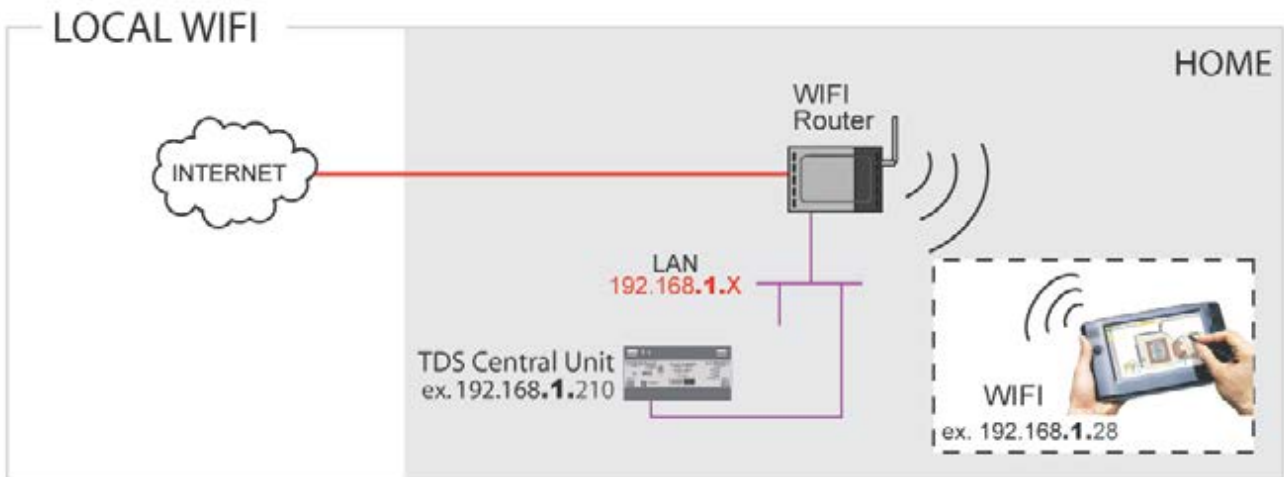 LOCAL WIFI
HOME
WIFI
Router
INTERNET
LAN
192.168.1.X
TDS Central Unit
ex. 192.168.1.210
WIFI
ex. 192.168.1.28